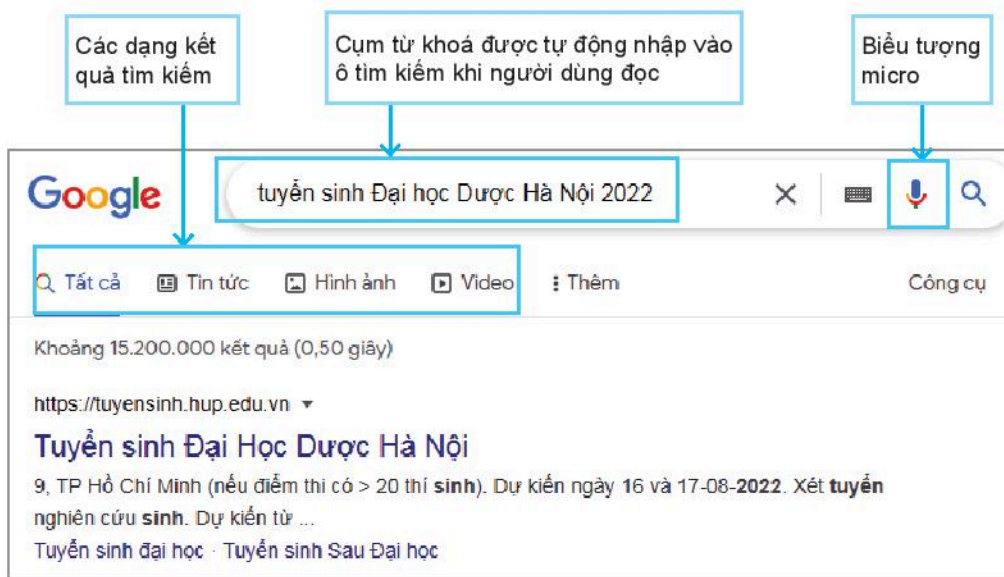 Các dạng kết
quả tìm kiếm
Cụm từ khoá được tự động nhập vào
ô tìm kiếm khi người dùng đọc
Biểu tượng
micro
Google
tuyển sinh Đại học Dược Hà Nội 2022
Tất cả Tin tức Hình ảnh Video Thêm Công cụ
Khoảng 15.200.000 kết quả (0,50 giây)
https://tuyensinh.hup.edu.vn
Tuyển sinh Đại Học Dược Hà Nội
9, TP Hồ Chí Minh (nếu điểm thi có > 20 thí sinh). Dự kiến ngày 16 và 17-08-2022. Xét tuyển
nghiên cứu sinh. Dự kiến từ ...
Tuyển sinh đại học · Tuyển sinh Sau Đại học